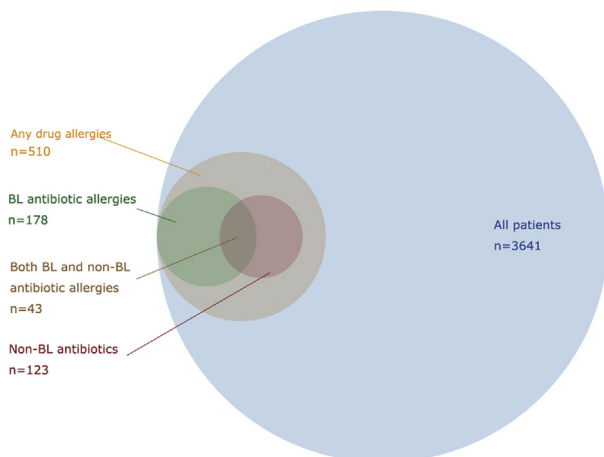 Any drug allergies
n=510
BL antibiotic allergies
n=178
Both BL and non-BL
antibiotic allergies
n=43
Non-BL antibiotics
n=123
All patients
n=3641